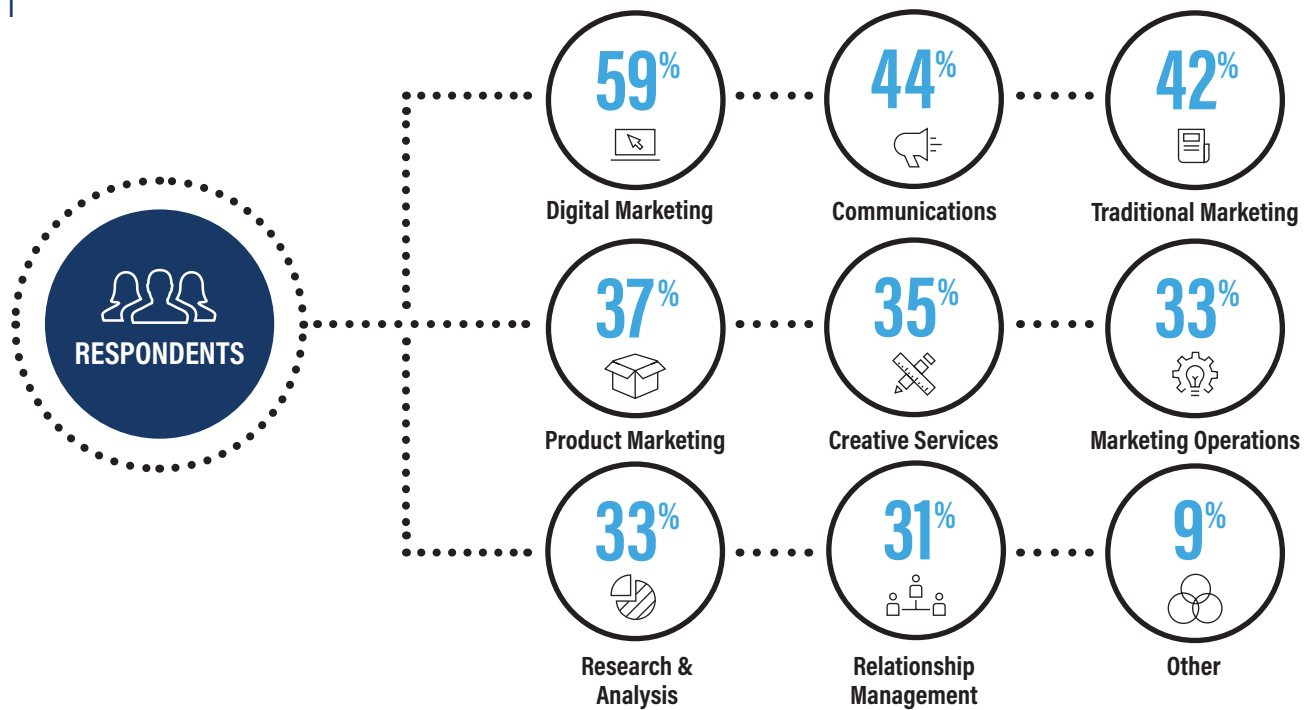 59%
44%
42%
Digital Marketing
Communications
Traditional Marketing
RESPONDENTS
37%
35%
33%
Product Marketing
Creative Services
Marketing Operations
33%
31%
9%
Research &
Analysis
Relationship
Management
Other